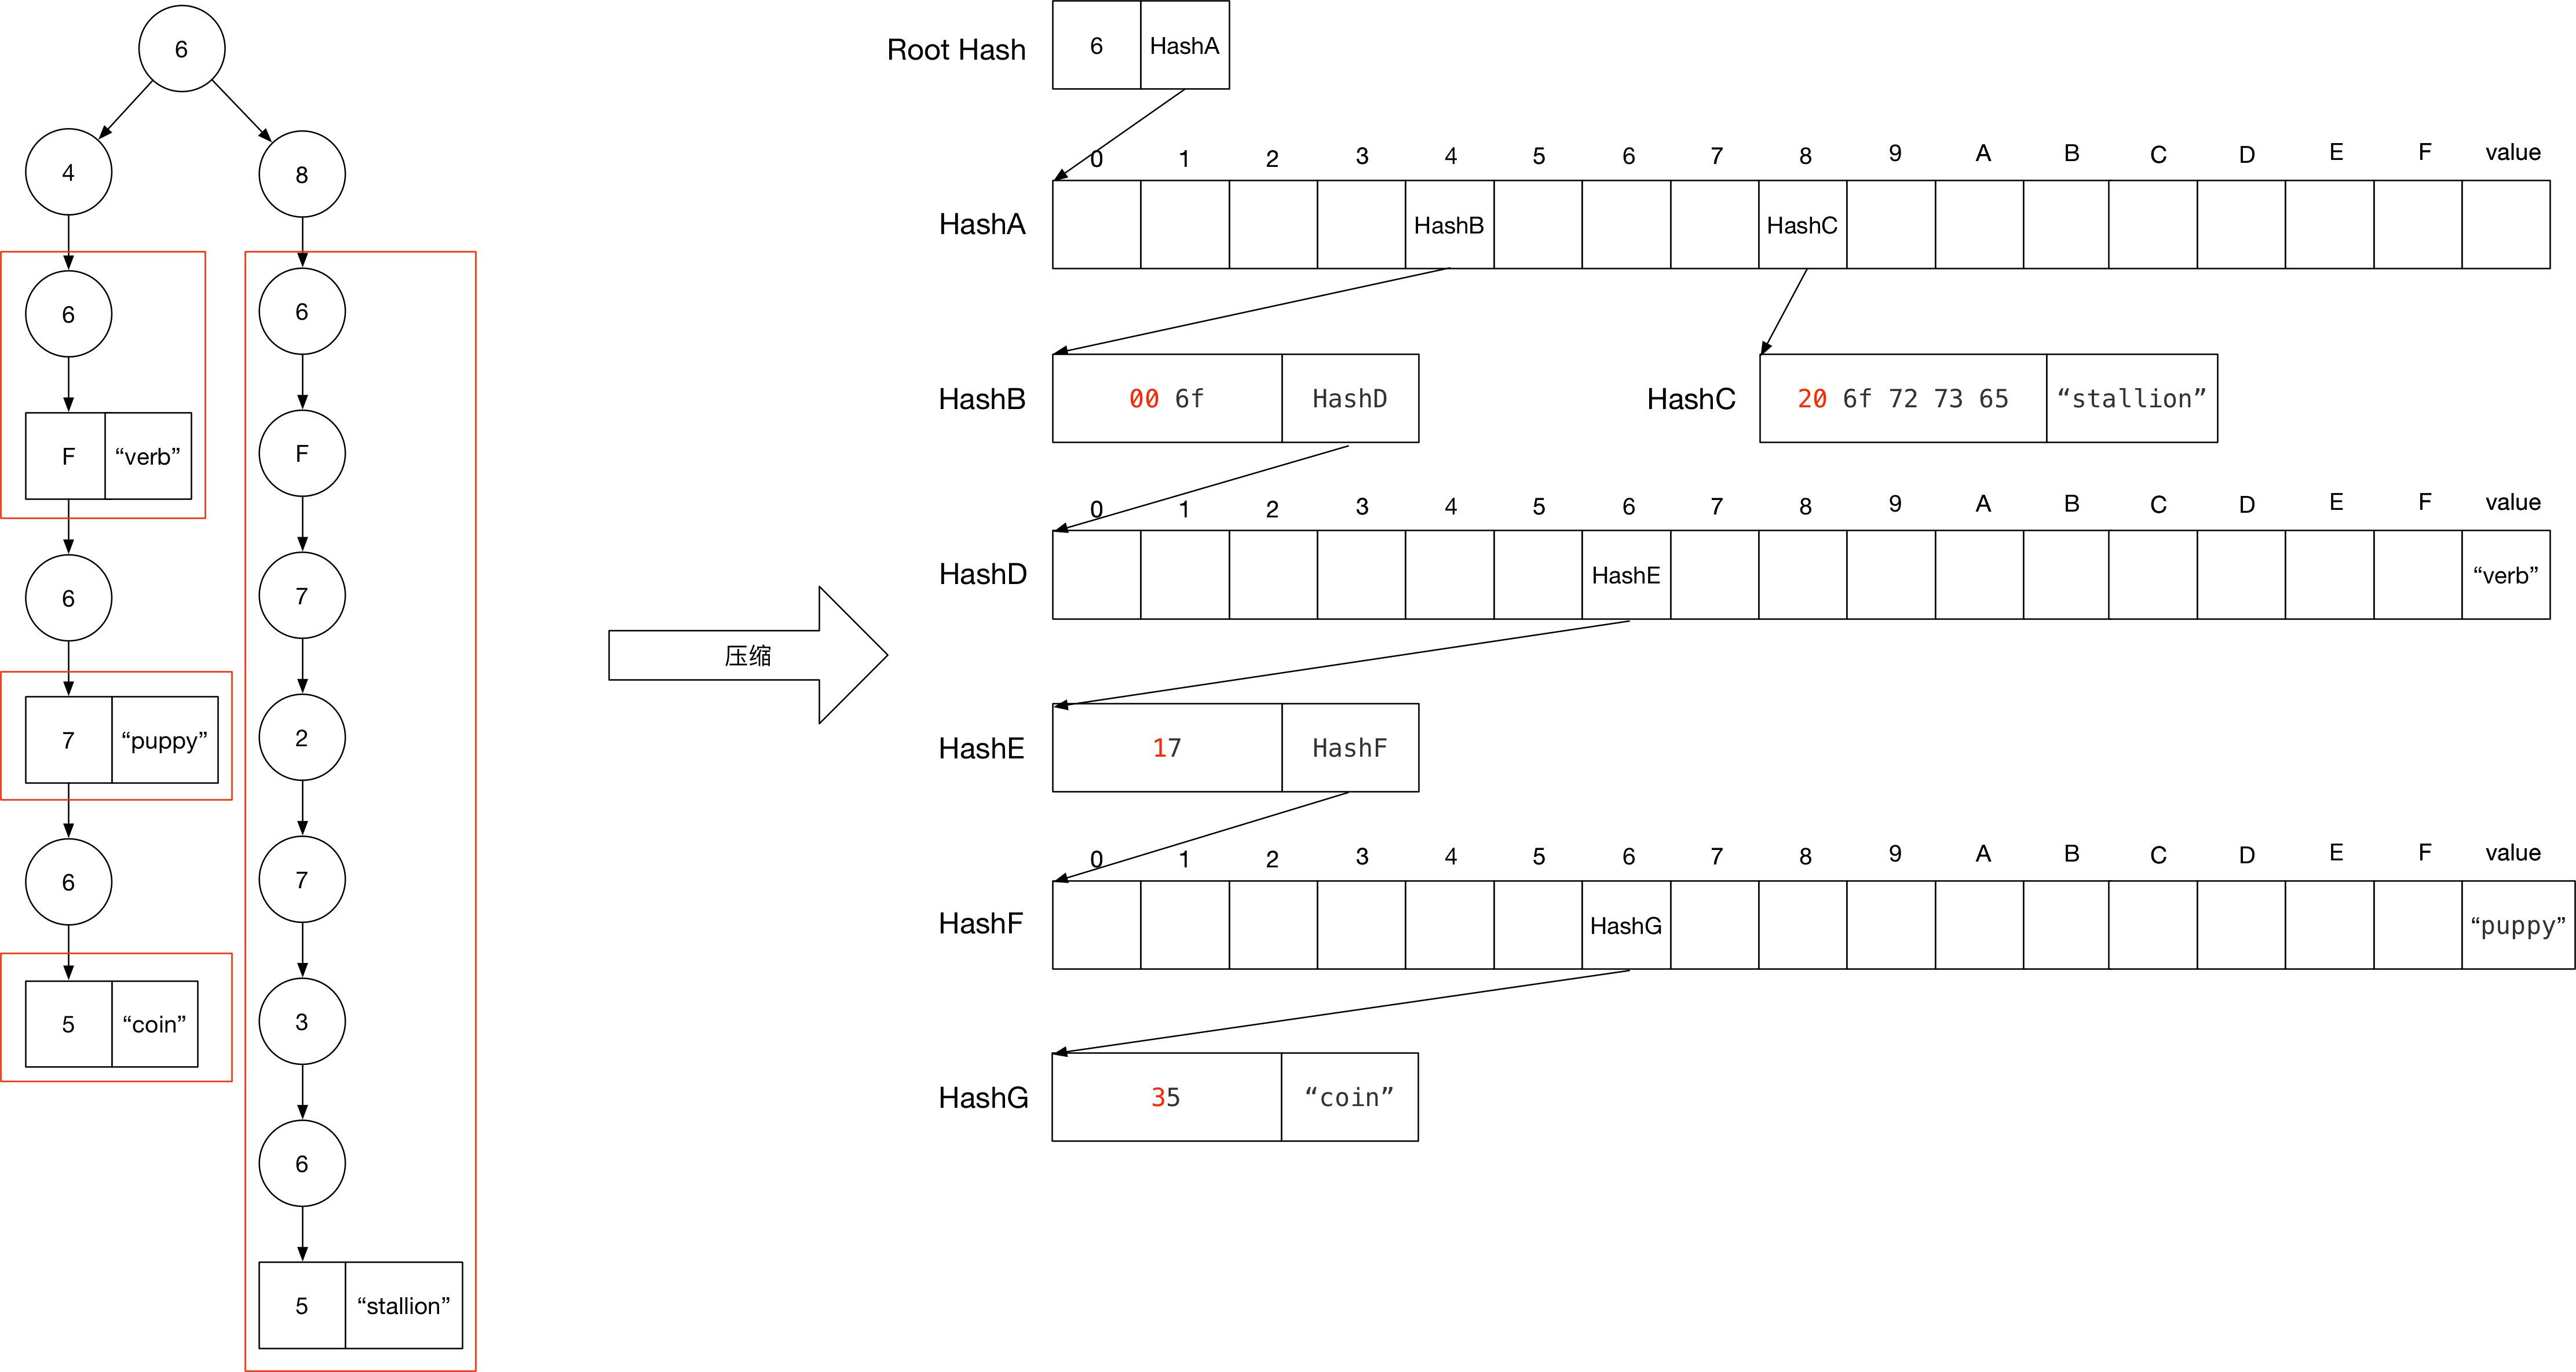 6
4
8
6
F “verb”
6
7 “puppy”
6
5 “coin”
6
F
7
2
7
3
6
5 “stallion”
压缩
Root Hash 6 HashA
0 1 2 3 4 5 6 7 8 9 A B C D E F value
HashA HashB HashC
HashB 00 6f HashD
HashC 20 6f 72 73 65 “stallion”
0 1 2 3 4 5 6 7 8 9 A B C D E F value
HashD HashE “verb”
HashE 17 HashF
0 1 2 3 4 5 6 7 8 9 A B C D E F value
HashF HashG “puppy”
HashG 35 “coin”